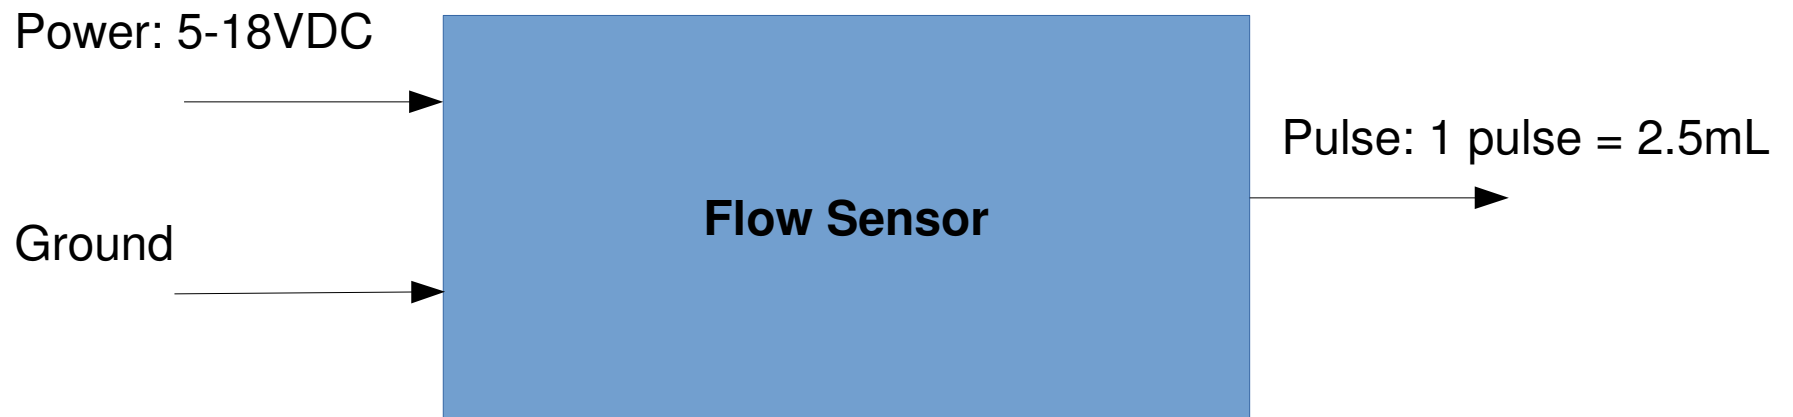 Power: 5-18VDC
Pulse: 1 pulse = 2.5mL
Flow Sensor
Ground